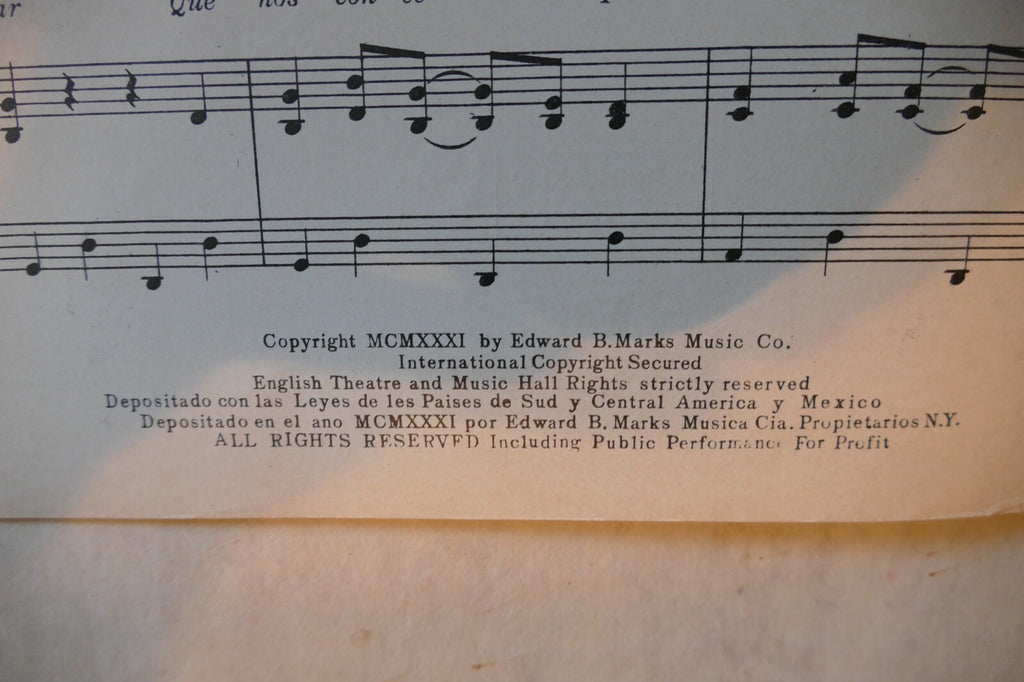 Que nos con
Copyright MCMXXXI by Edward B. Marks Music Co.
International Copyright Secured
English Theatre and Music Hall Rights strictly reserved
Depositado con las Leyes de les Paises de Sud y Central America y Mexico
Depositado en el ano MCMXXXI por Edward B. Marks Musica Cia. Propietarios N.Y.
ALL RIGHTS RESERVED Including Public Performance For Profit